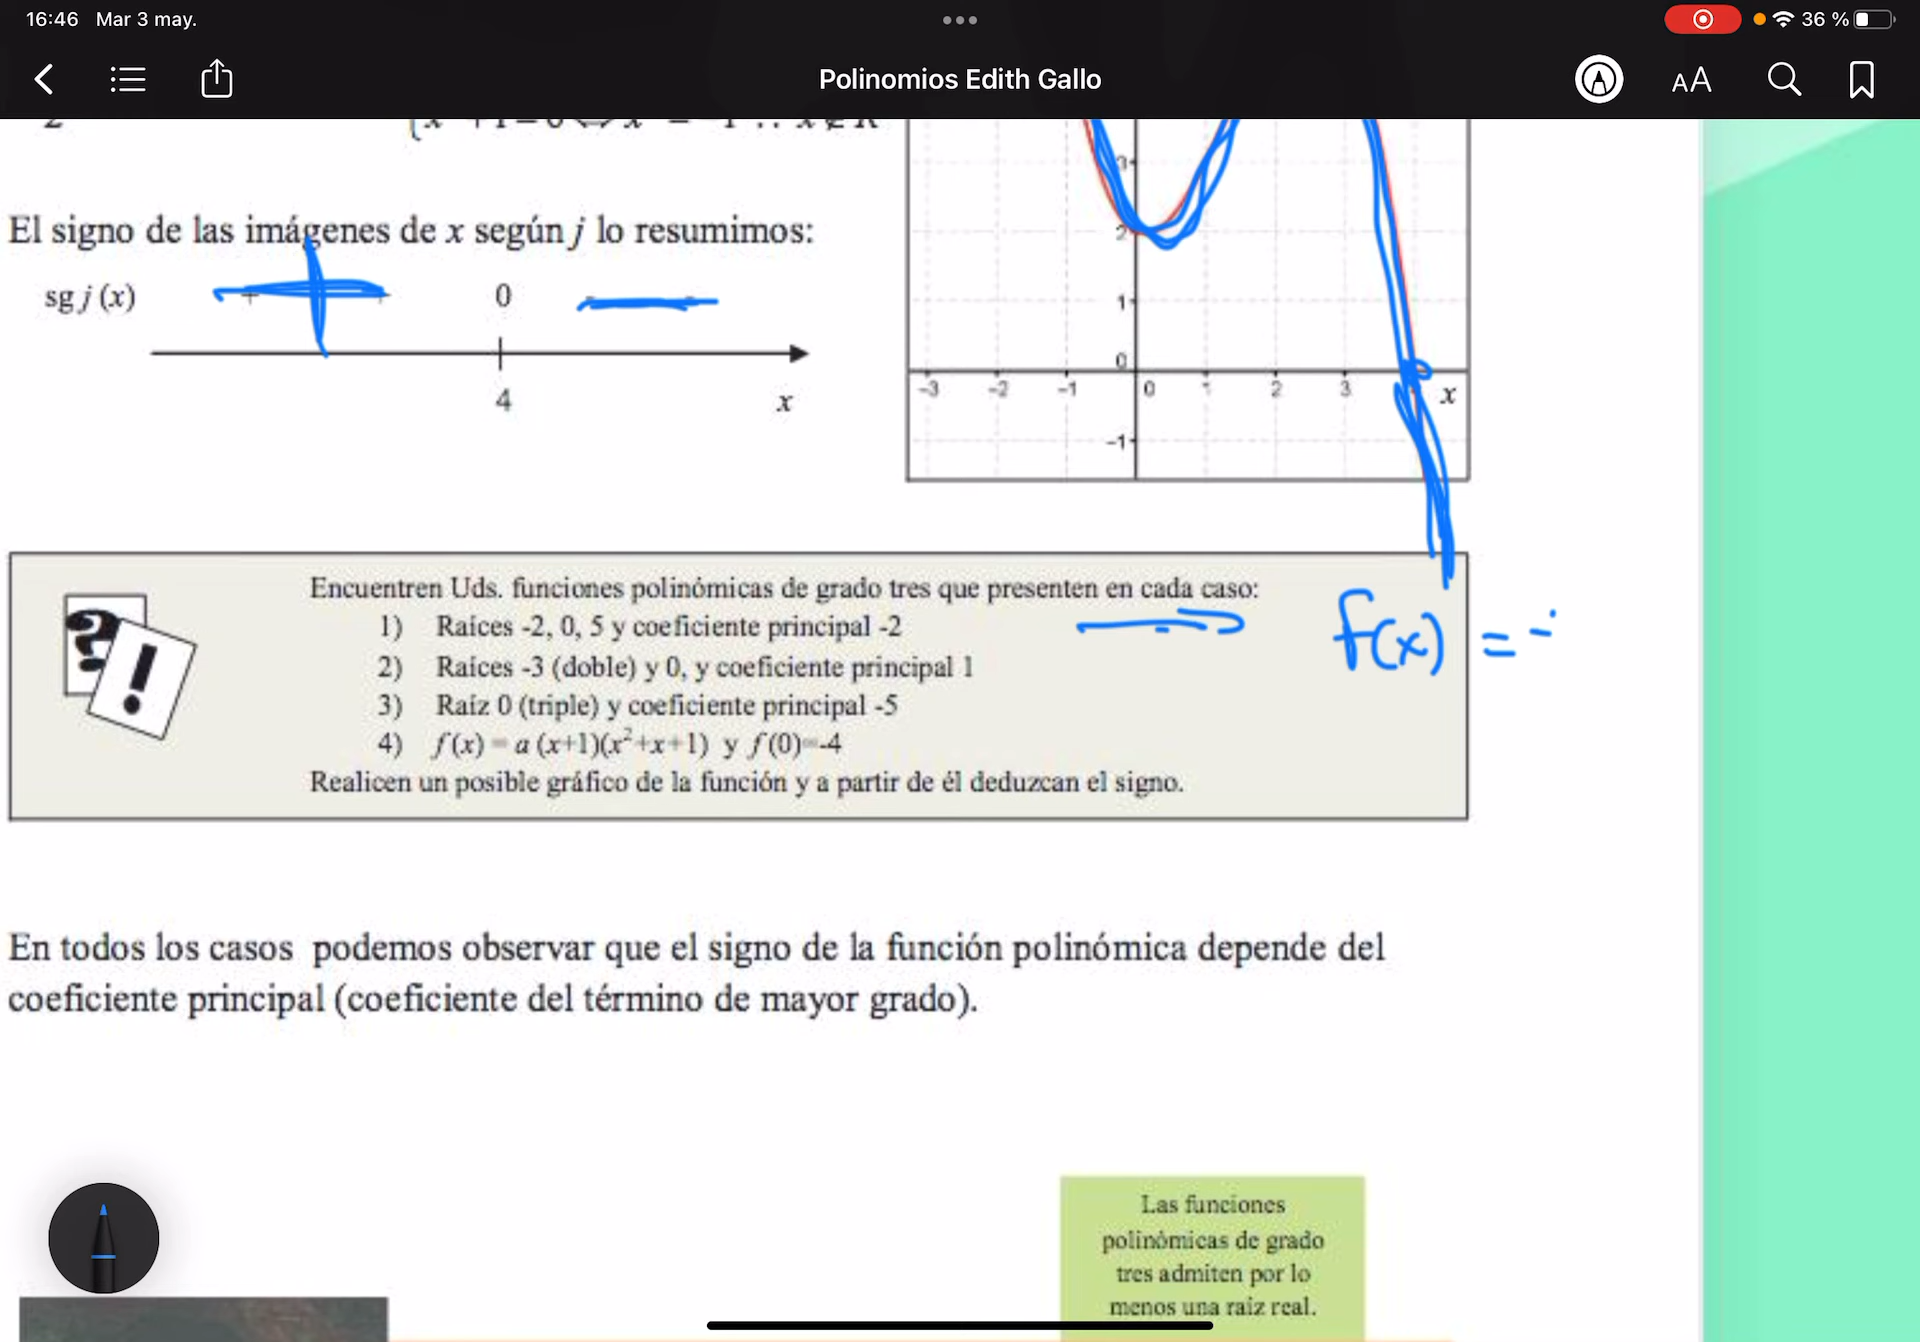 16:46 Mar 3 may.
36 %
Polinomios Edith Gallo
AA
El signo de las imágenes de x según j lo resumimos:
sg j (x) + + 0 - -
4 x
3
2
1
0
-3 -2 -1 0 1 2 3 x
-1
Encuentren Uds. funciones polinómicas de grado tres que presenten en cada caso:
1) Raíces -2, 0, 5 y coeficiente principal -2
f(x) = -
2) Raíces -3 (doble) y 0, y coeficiente principal 1
3) Raíz 0 (triple) y coeficiente principal -5
4) f(x) = a (x+1)(x²+x+1) y f(0)=-4
Realicen un posible gráfico de la función y a partir de él deduzcan el signo.
En todos los casos podemos observar que el signo de la función polinómica depende del
coeficiente principal (coeficiente del término de mayor grado).
Las funciones
polinómicas de grado
tres admiten por lo
menos una raíz real.